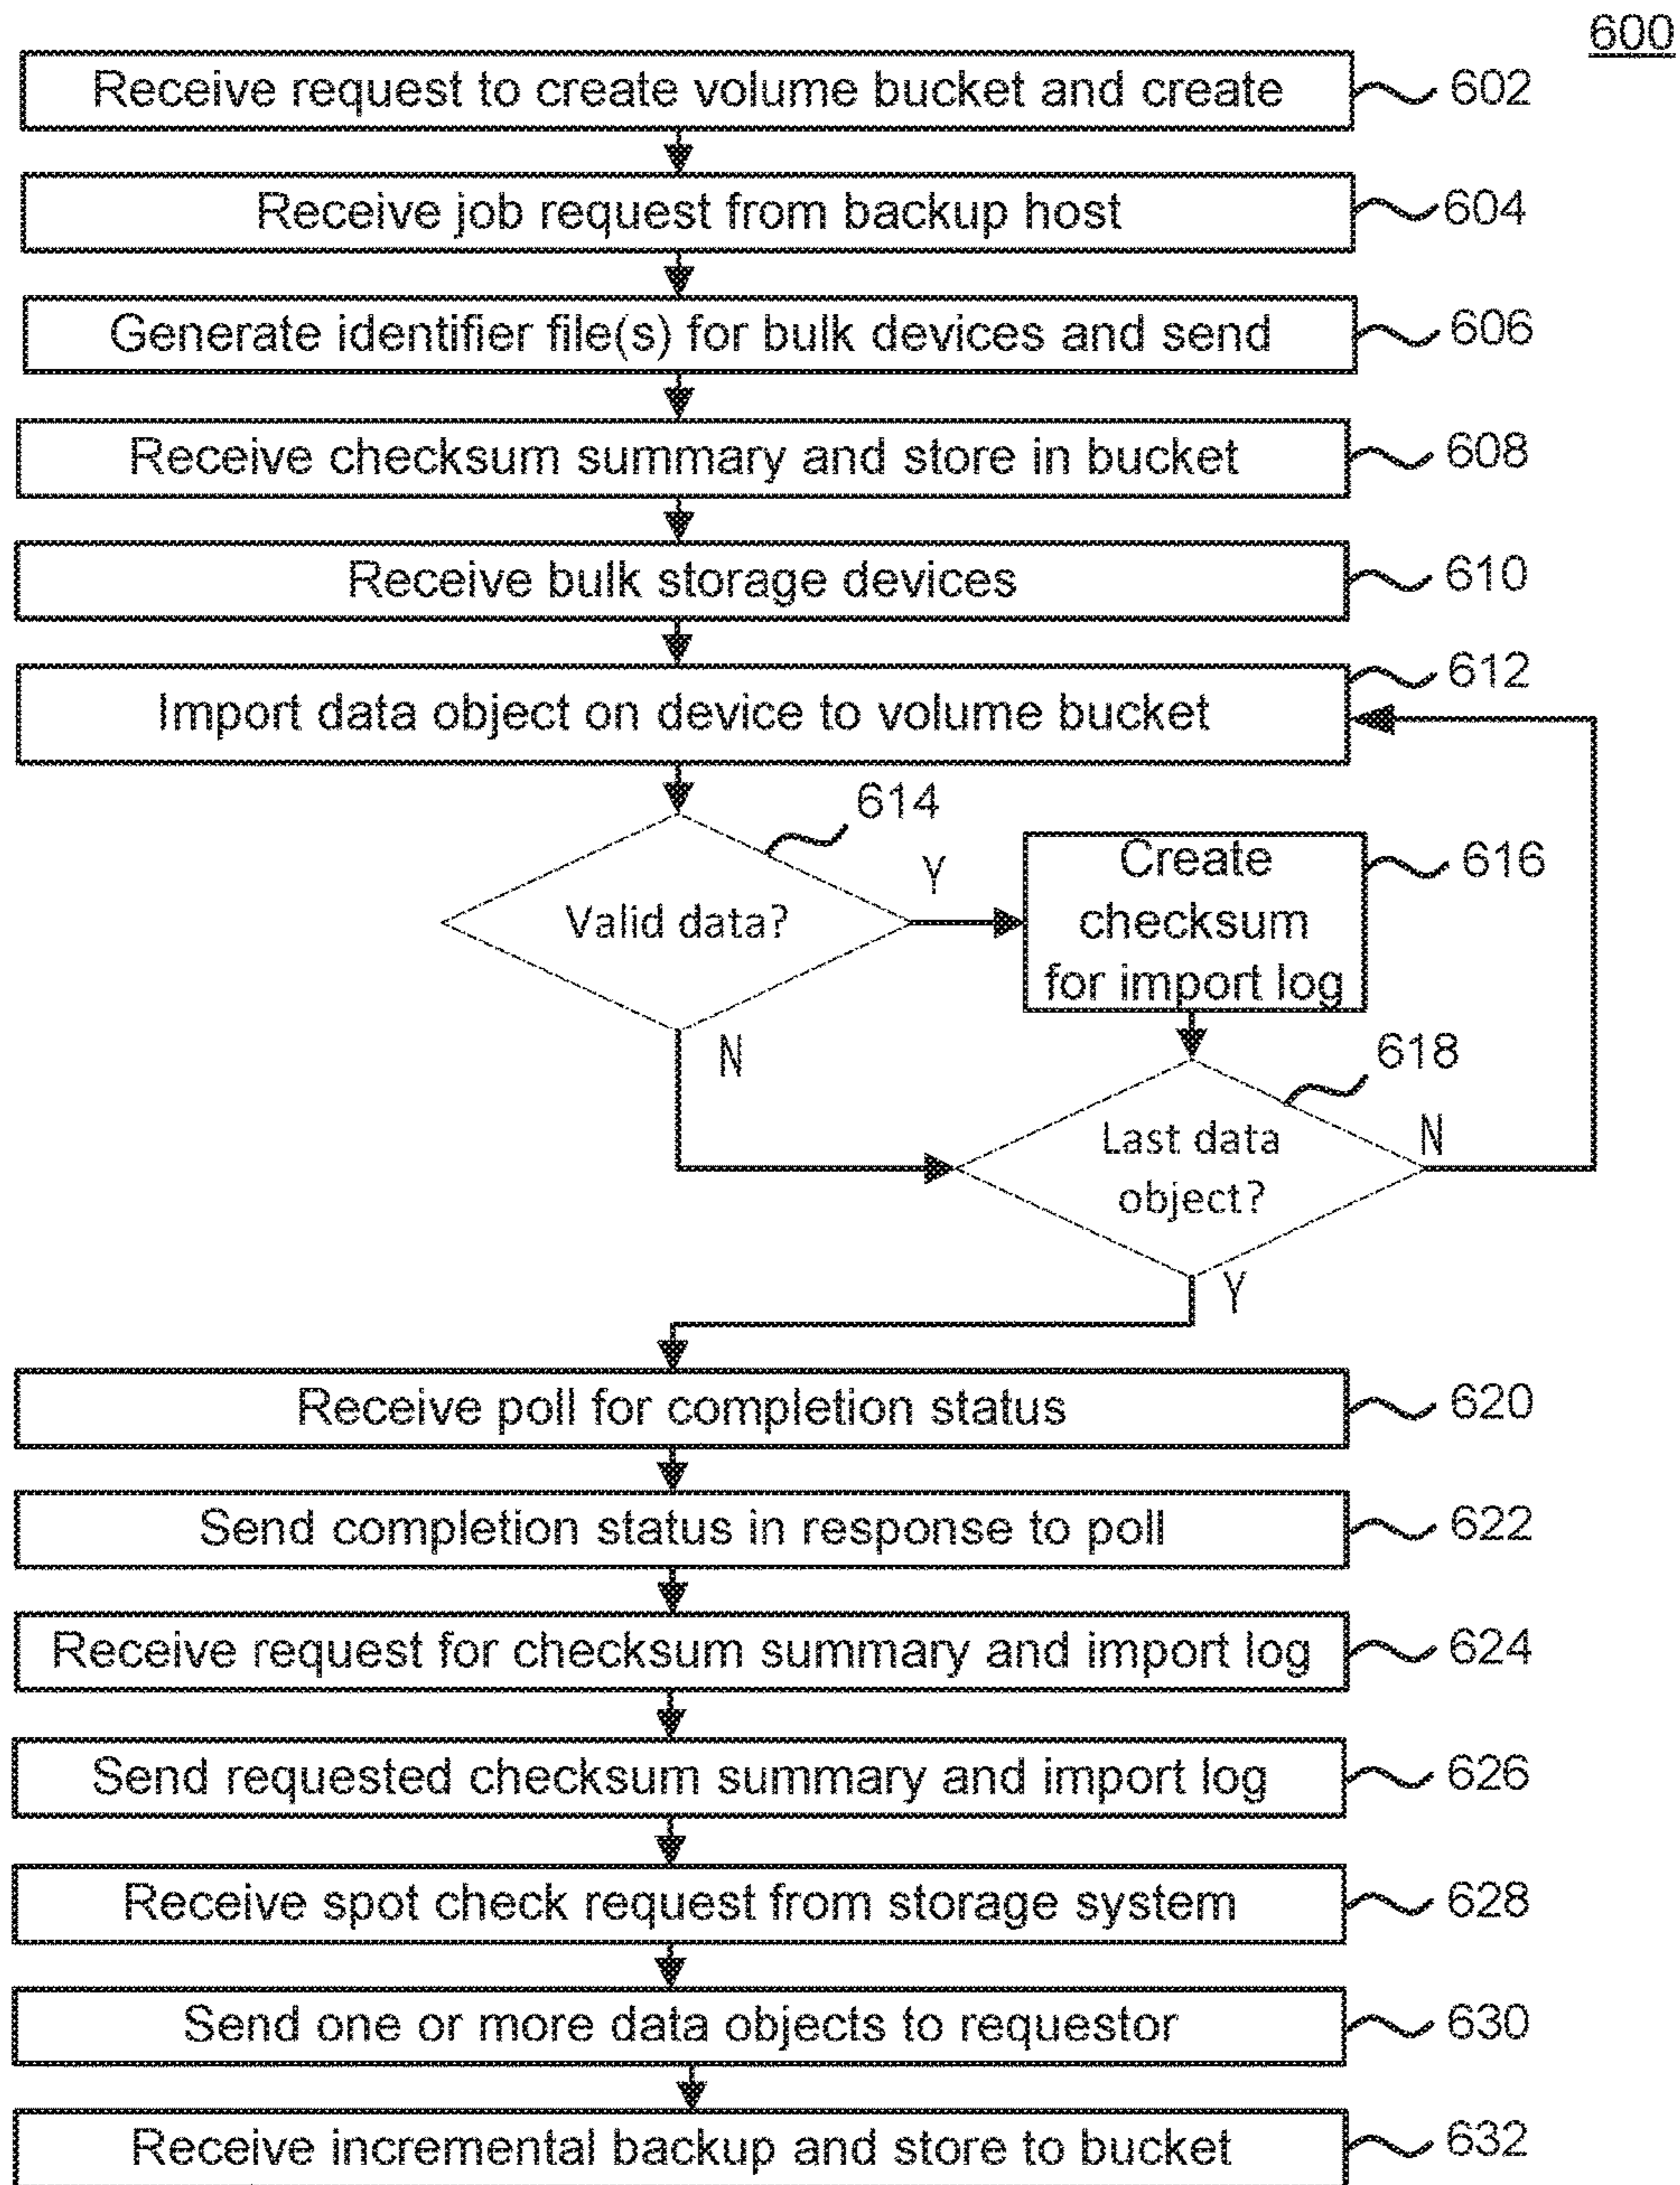 600
Receive request to create volume bucket and create
602
Receive job request from backup host
604
Generate identifier file(s) for bulk devices and send
606
Receive checksum summary and store in bucket
608
Receive bulk storage devices
610
Import data object on device to volume bucket
612
614
Valid data?
Y
N
Create
checksum
for import log
616
618
Last data
object?
N
Y
Receive poll for completion status
620
Send completion status in response to poll
622
Receive request for checksum summary and import log
624
Send requested checksum summary and import log
626
Receive spot check request from storage system
628
Send one or more data objects to requestor
630
Receive incremental backup and store to bucket
632